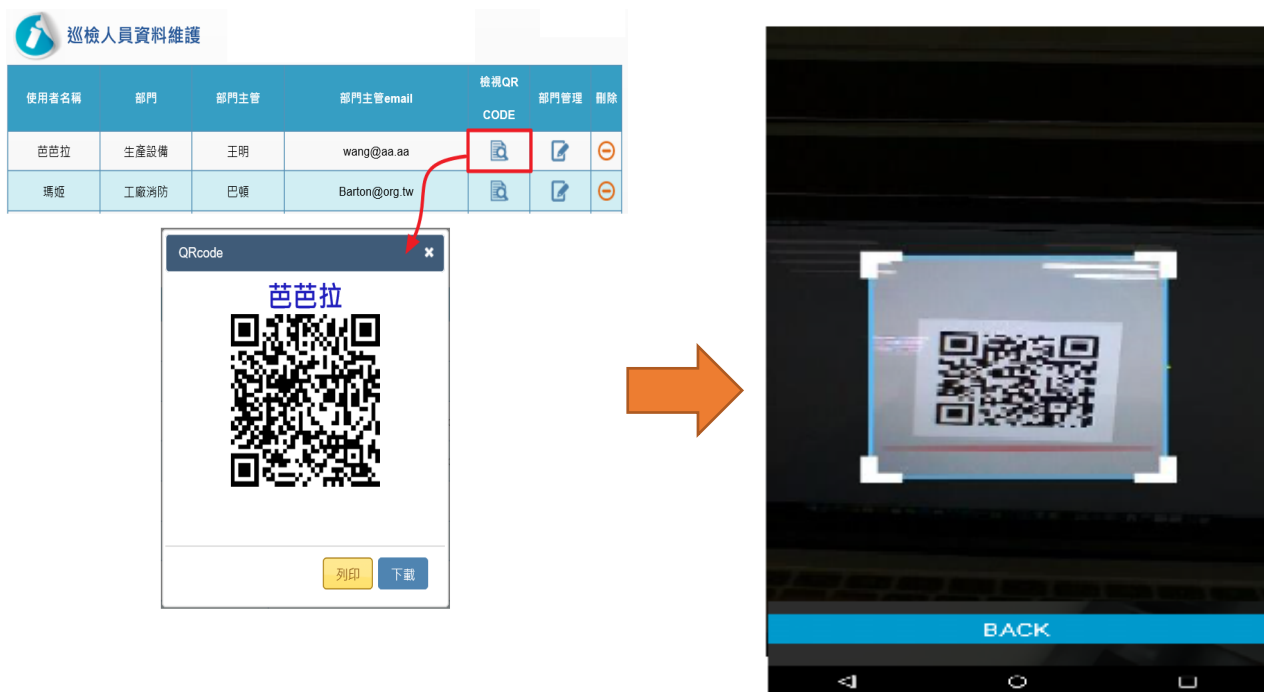 巡檢人員資料維護
使用者名稱 部門 部門主管 部門主管email 檢視QR CODE 部門管理 刪除
芭芭拉 生產設備 王明 wang@aa.aa
瑪姬 工廠消防 巴頓 Barton@org.tw
QRcode
芭芭拉
列印 下載
BACK